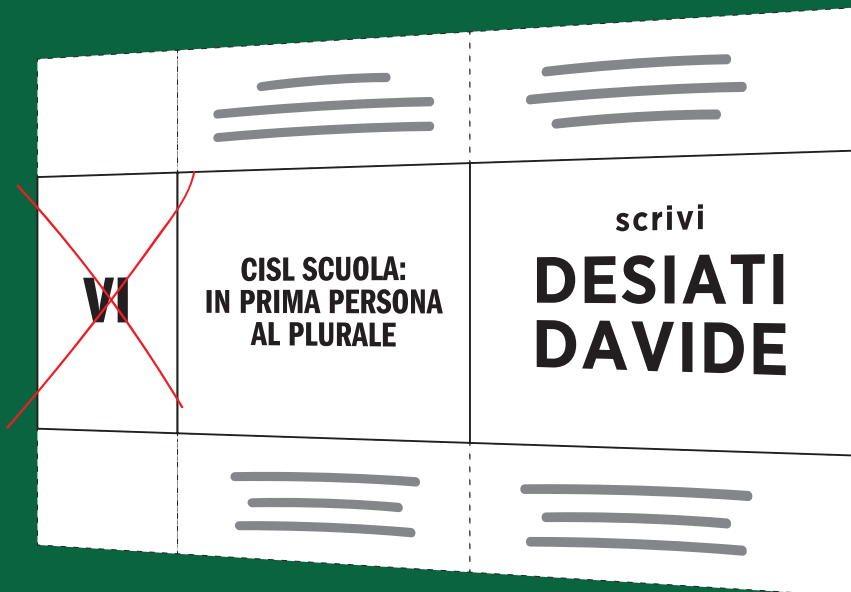 VI
CISL SCUOLA:
IN PRIMA PERSONA
AL PLURALE
scrivi
DESIATI
DAVIDE